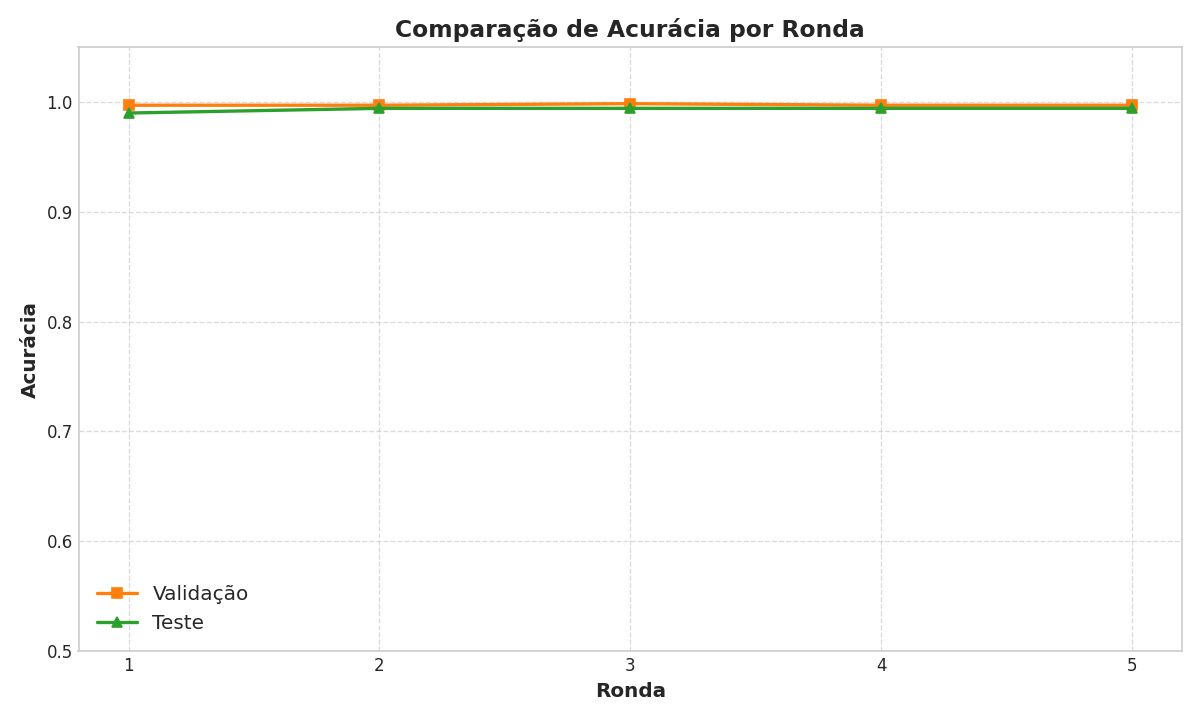 Comparação de Acurácia por Ronda
Acurácia
1.0
0.9
0.8
0.7
0.6
0.5
Validação
Teste
1 2 3 4 5
Ronda